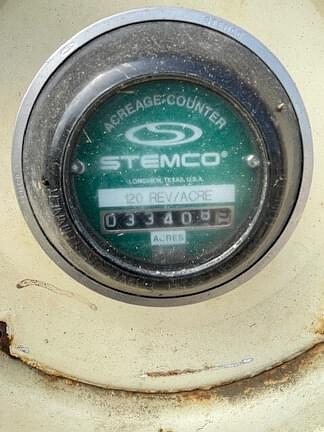 ACREAGE COUNTER
STEMCO®
LONGVIEW, TEXAS, U.S.A.
120 REV/ACRE
03340
ACRES